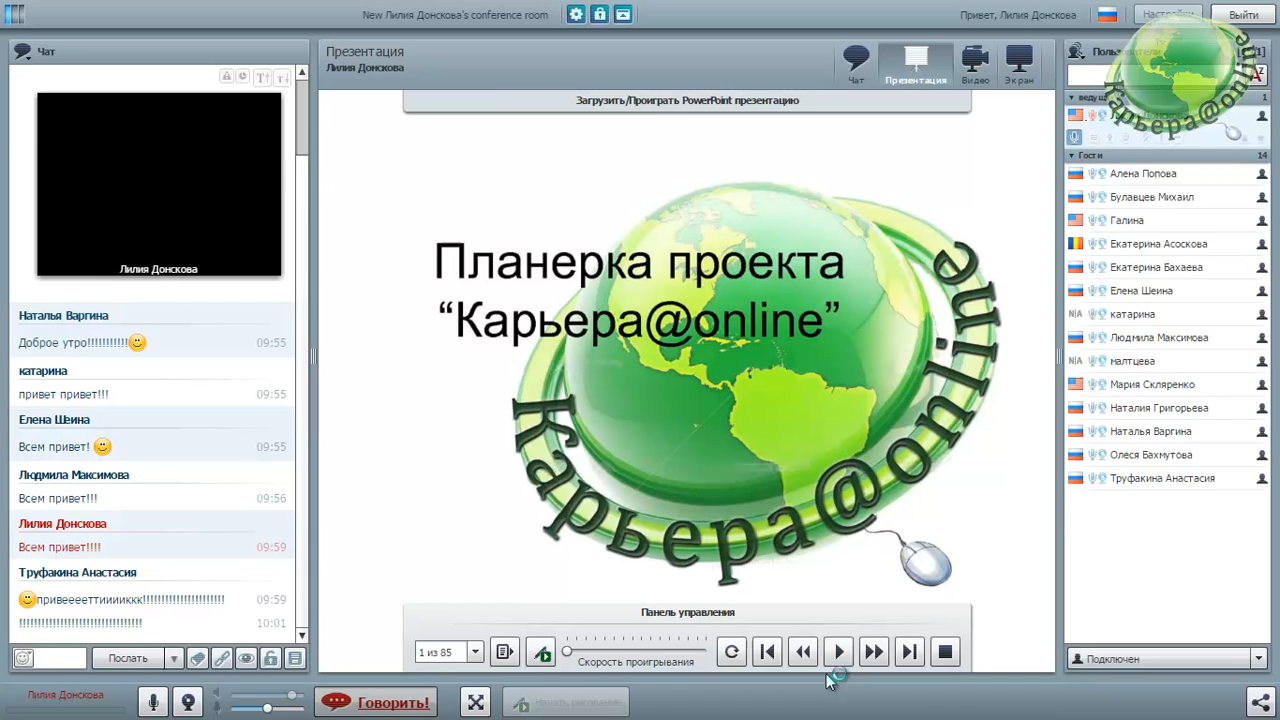 New Лилия Донскова's conference room
Привет, Лилия Донскова
Настройки
Выйти
Чат
Лилия Донскова
Наталья Варгина
Доброе утро!!!!!!!!!!!
09:55
катарина
привет привет!!!
09:55
Елена Шеина
Всем привет!
09:55
Людмила Максимова
Всем привет!!!
09:56
Лилия Донскова
Всем привет!!!!
09:59
Труфакина Анастасия
привееееттииииккк!!!!!!!!!!!!!!!!!!!!!!
09:59
!!!!!!!!!!!!!!!!!!!!!!!!!!!!!!!!!
10:01
Послать
Презентация
Лилия Донскова
Чат
Презентация
Видео
Экран
Загрузить/Проиграть PowerPoint презентацию
Планерка проекта
“Карьера@online”
Карьера@online
Панель управления
1 из 85
Скорость проигрывания
Карьера@online
ведущ
1
Гости
14
Алена Попова
Булавцев Михаил
Галина
Екатерина Асоскова
Екатерина Бахаева
Елена Шеина
N/A катарина
Людмила Максимова
N/A малтцева
Мария Скляренко
Наталия Григорьева
Наталья Варгина
Олеся Бахмутова
Труфакина Анастасия
Подключен
Лилия Донскова
Говорить!
Начать рисование